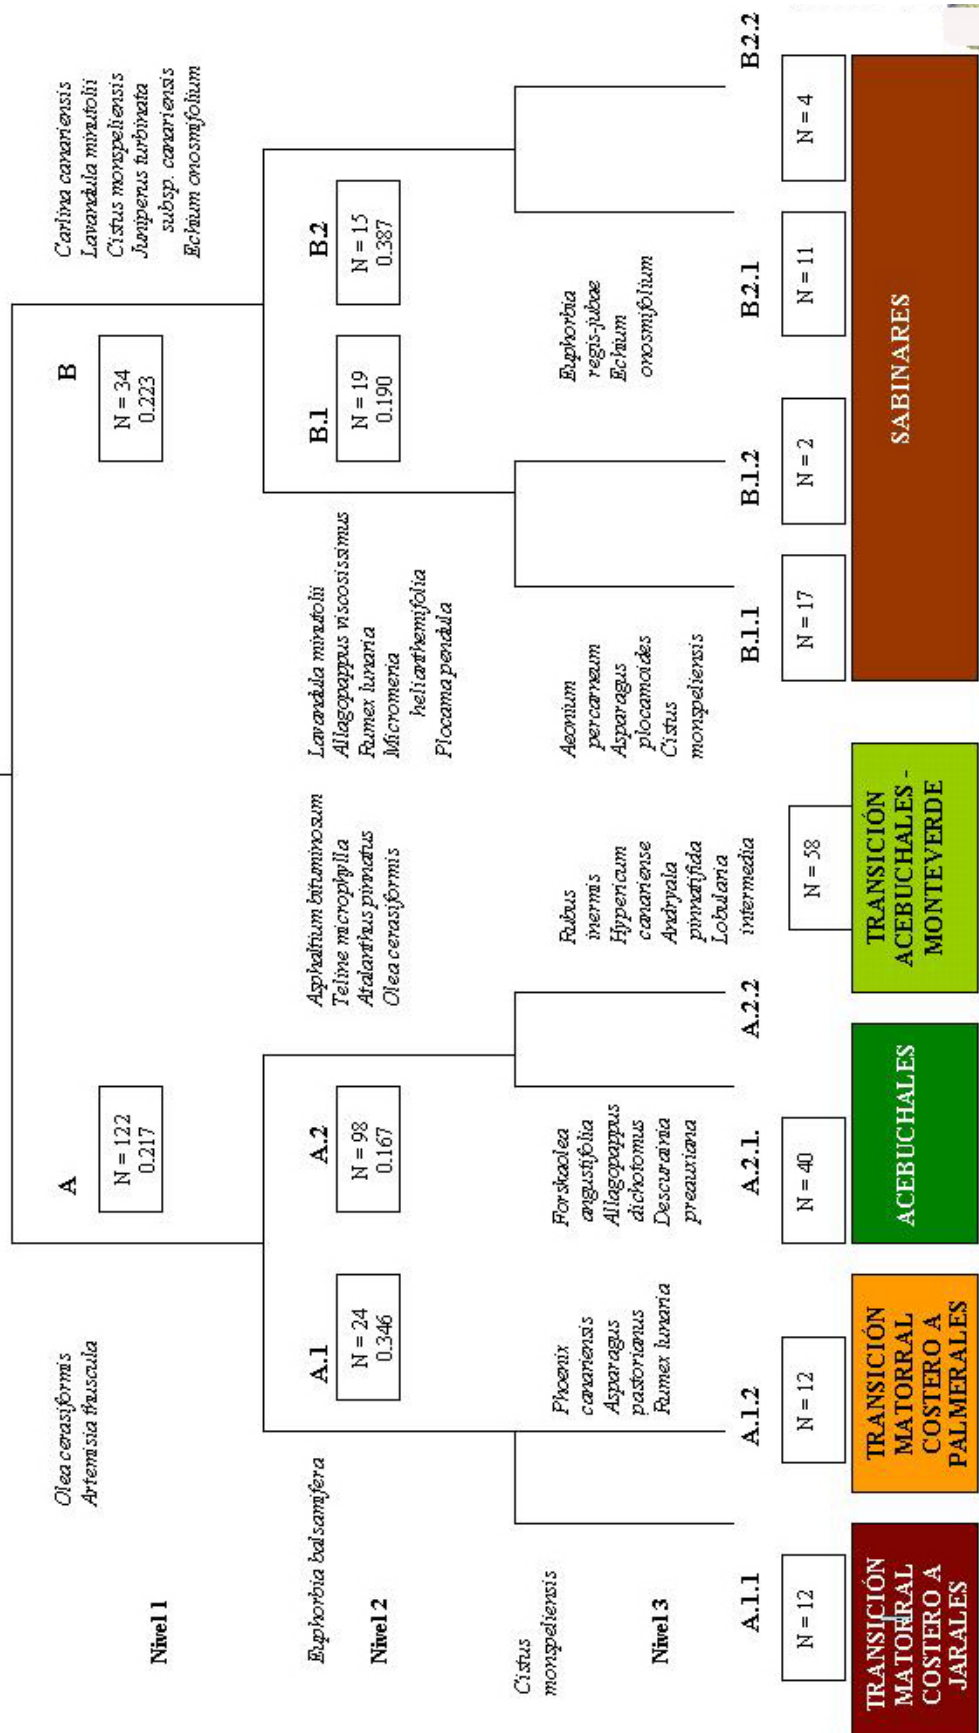 Olea cerasiformis
Artemisia thuscula
A
N = 122
0.217
B
N = 34
0.223
Carlina canariensis
Lavandula minutolii
Cistus monspeliensis
Juniperus turbinata
subsp. canariensis
Echium onosmifolium
Nivel 1
Euphorbia balsamifera
A.1
N = 24
0.346
A.2
N = 98
0.167
Asphaltium bituminosum
Teline microphylla
Atalanthus pinnatus
Olea cerasiformis
Lavandula minutolii
Allagopappus viscosissimus
Rumex lunaria
Micromeria
helianthemifolia
Plocama pendula
B.1
N = 19
0.190
B.2
N = 15
0.387
Nivel 2
Cistus
monspeliensis
Phoenix
canariensis
Asparagus
pastorianus
Rumex lunaria
Forskaolea
angustifolia
Allagopappus
dichotomus
Descurainia
preauxiana
Rubus
inermis
Hypericum
canariense
Andryala
pinnatifida
Lobularia
intermedia
Aeonium
percarneum
Asparagus
plocamoides
Cistus
monspeliensis
Euphorbia
regis-jubae
Echium
onosmifolium
Nivel 3
A.1.1
A.1.2
A.2.1.
A.2.2
B.1.1
B.1.2
B.2.1
B.2.2
N = 12
N = 12
N = 40
N = 58
N = 17
N = 2
N = 11
N = 4
TRANSICIÓN
MATORRAL
COSTERO A
JARALES
TRANSICIÓN
MATORRAL
COSTERO A
PALMERALES
ACEBUCHALES
TRANSICIÓN
ACEBUCHALES -
MONTEVERDE
SABINARES